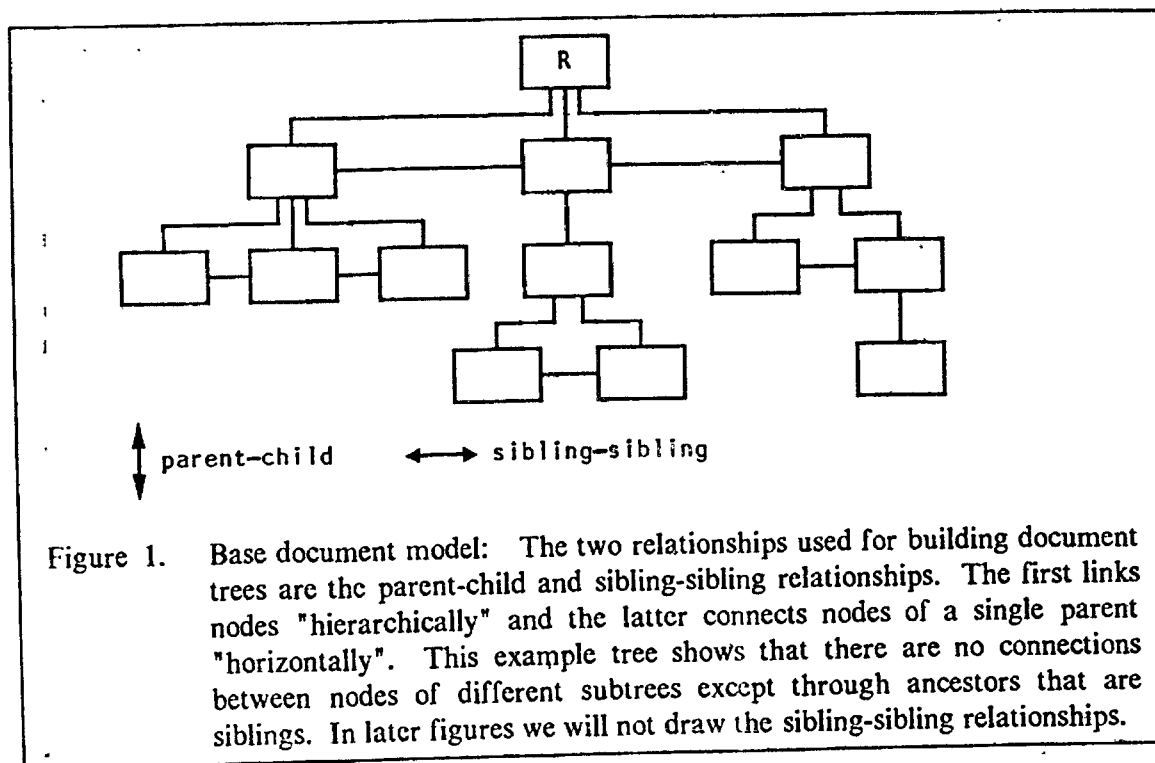 R
parent-child sibling-sibling
Figure 1. Base document model: The two relationships used for building document
trees are the parent-child and sibling-sibling relationships. The first links
nodes "hierarchically" and the latter connects nodes of a single parent
"horizontally". This example tree shows that there are no connections
between nodes of different subtrees except through ancestors that are
siblings. In later figures we will not draw the sibling-sibling relationships.